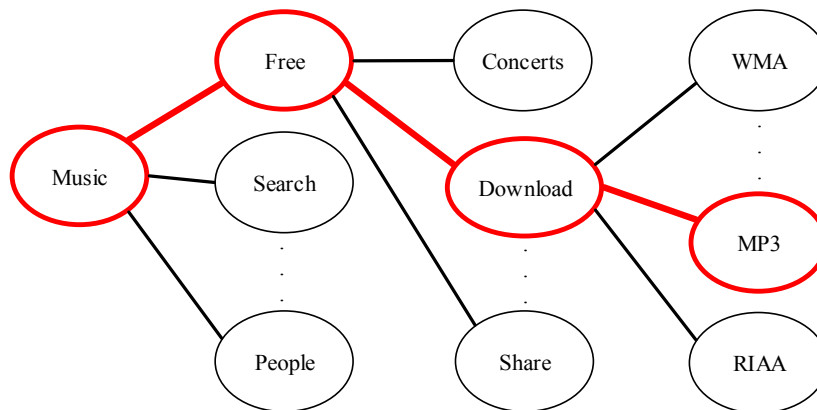 Free
Concerts
WMA
Music
Search
Download
MP3
People
Share
RIAA